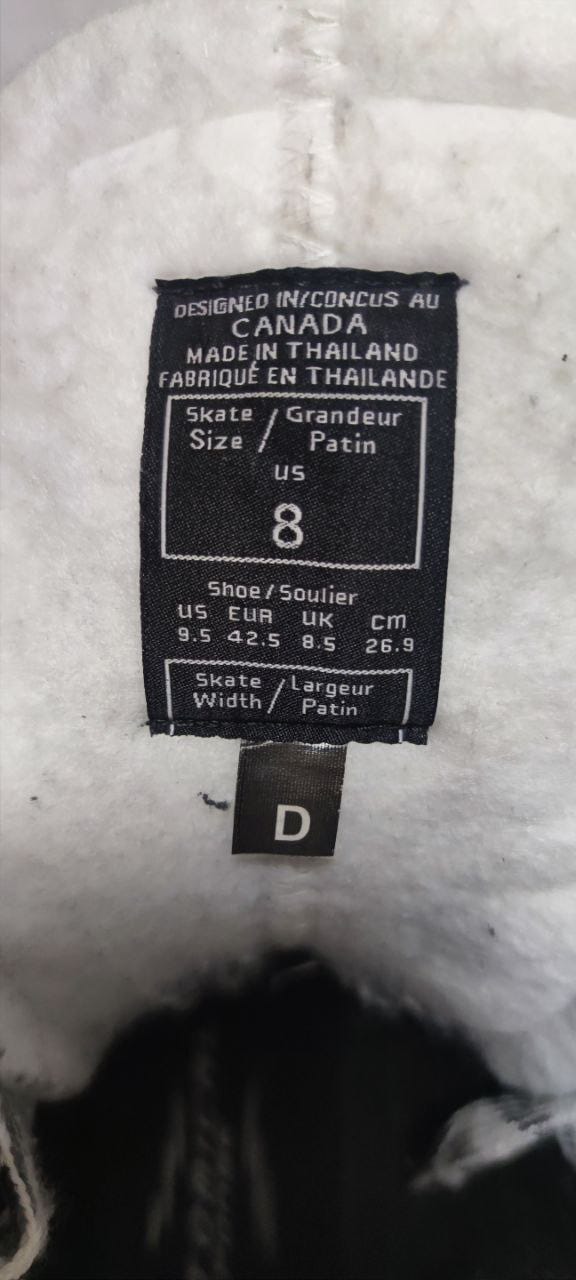 DESIGNED IN/CONCUS AU
CANADA
MADE IN THAILAND
FABRIQUÉ EN THAILANDE
Skate / Grandeur
Size / Patin
US
8
Shoe/Soulier
US EUR UK cm
9.5 42.5 8.5 26.9
Skate / Largeur
Width / Patin
D